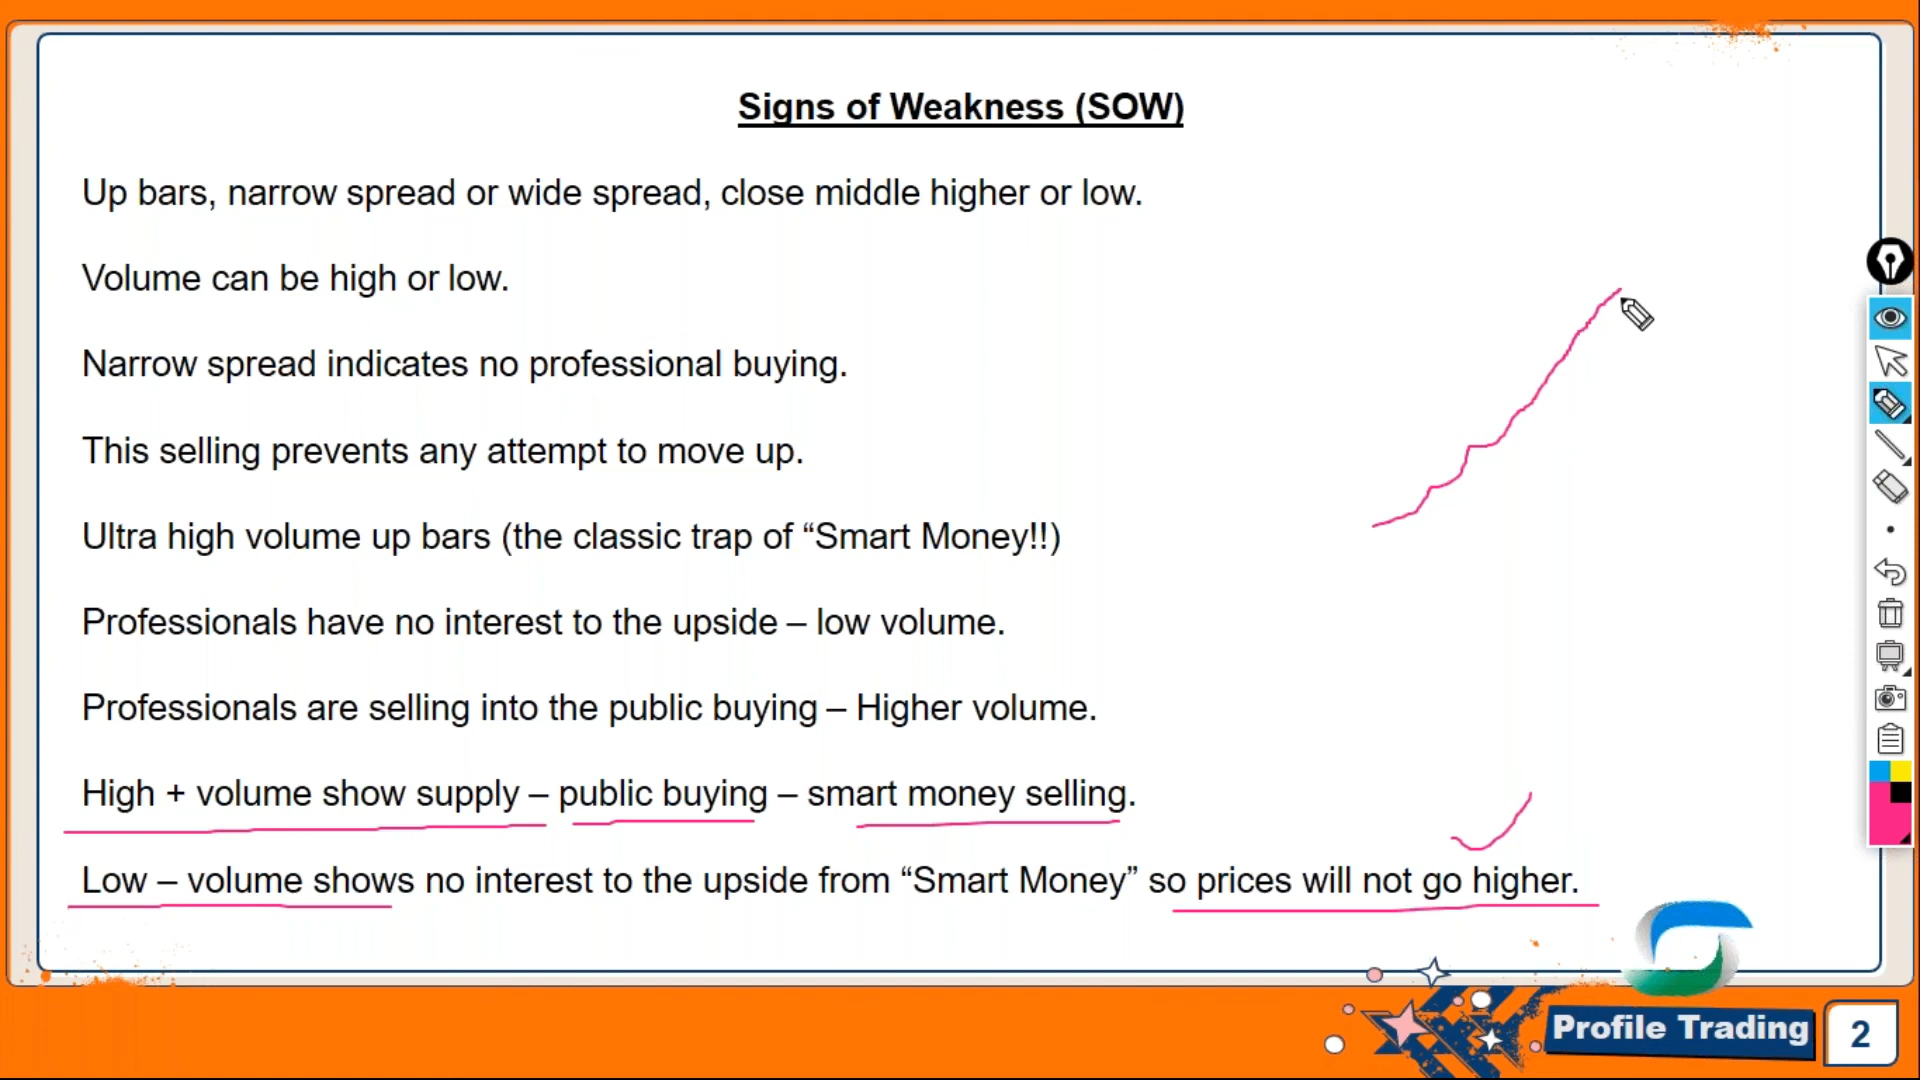 Signs of Weakness (SOW)
Up bars, narrow spread or wide spread, close middle higher or low.
Volume can be high or low.
Narrow spread indicates no professional buying.
This selling prevents any attempt to move up.
Ultra high volume up bars (the classic trap of “Smart Money!!)
Professionals have no interest to the upside – low volume.
Professionals are selling into the public buying – Higher volume.
High + volume show supply – public buying – smart money selling.
Low – volume shows no interest to the upside from “Smart Money” so prices will not go higher.
Profile Trading
2